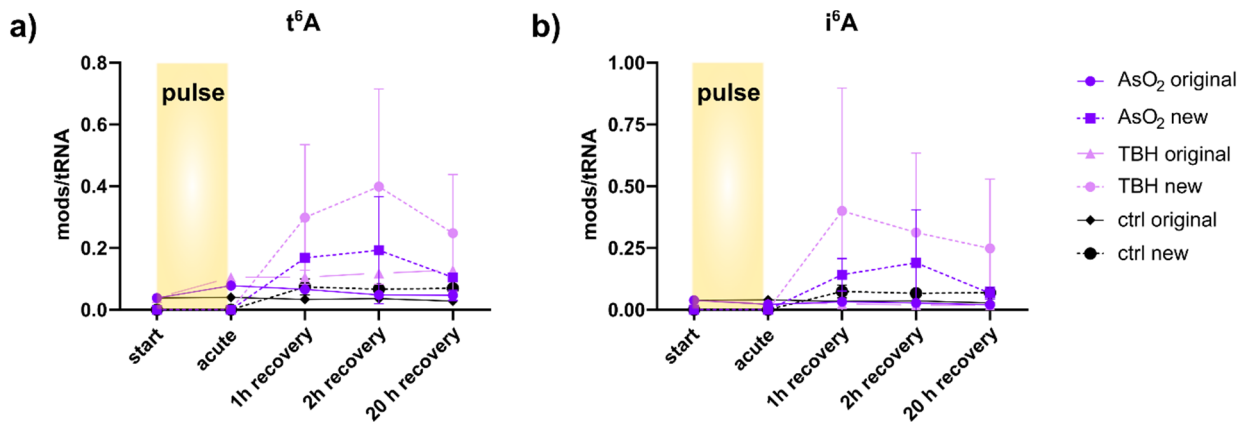 a)
t⁶A
mods/tRNA
0.8
0.6
0.4
0.2
0.0
pulse
start
acute
1h recovery
2h recovery
20 h recovery
b)
i⁶A
mods/tRNA
1.00
0.75
0.50
0.25
0.00
pulse
start
acute
1h recovery
2h recovery
20 h recovery
AsO₂ original
AsO₂ new
TBH original
TBH new
ctrl original
ctrl new